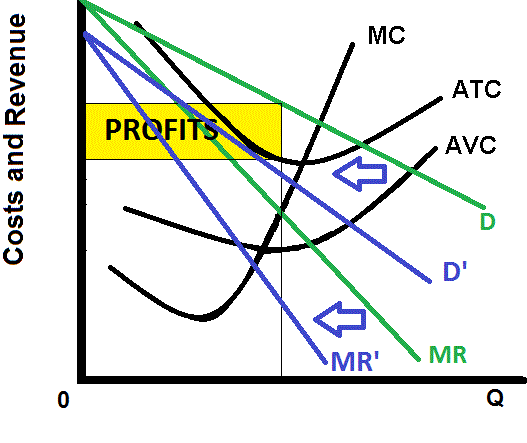 Costs and Revenue
MC
ATC
PROFITS
AVC
D
D'
MR
MR'
0
Q